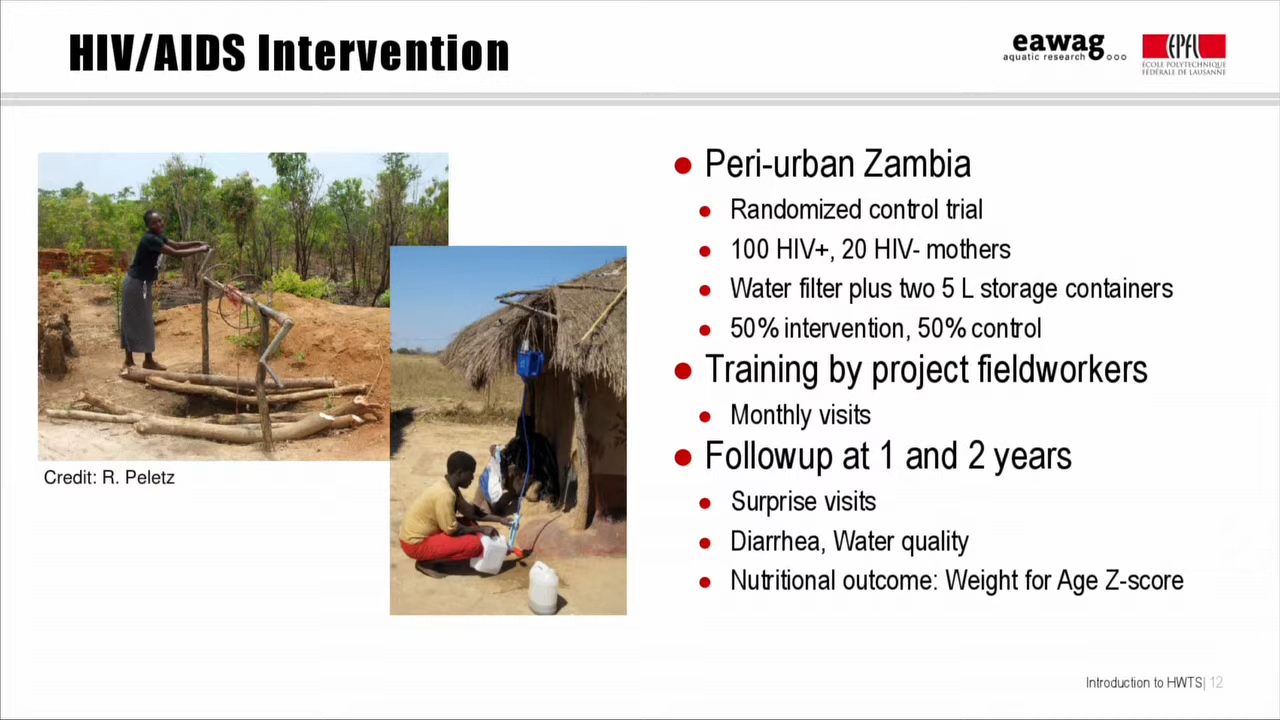 HIV/AIDS Intervention
eawag
aquatic research
EPFL
ÉCOLE POLYTECHNIQUE
FÉDÉRALE DE LAUSANNE
Peri-urban Zambia
Randomized control trial
100 HIV+, 20 HIV- mothers
Water filter plus two 5 L storage containers
50% intervention, 50% control
Training by project fieldworkers
Monthly visits
Followup at 1 and 2 years
Surprise visits
Diarrhea, Water quality
Nutritional outcome: Weight for Age Z-score
Credit: R. Peletz
Introduction to HWTS| 12